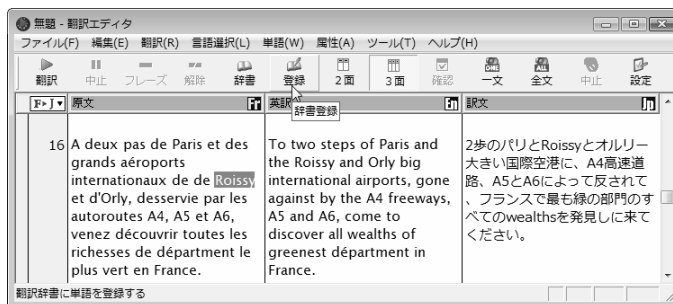 無題 - 翻訳エディタ
ファイル(F) 編集(E) 翻訳(R) 言語選択(L) 単語(W) 属性(A) ツール(T) ヘルプ(H)
翻訳 中止 フレーズ 解除 辞書 登録 2面 3面 確認 一文 全文 中止 設定
F▸J 原文 英訳 訳文
辞書登録
16
A deux pas de Paris et des
grands aéroports
internationaux de de Roissy
et d'Orly, desservie par les
autoroutes A4, A5 et A6,
venez découvrir toutes les
richesses de départment le
plus vert en France.
To two steps of Paris and
the Roissy and Orly big
international airports, gone
against by the A4 freeways,
A5 and A6, come to
discover all wealths of
greenest départment in
France.
2歩のパリとRoissyとオルリー
大きい国際空港に、A4高速道
路、A5とA6によって反されて
、フランスで最も緑の部門のす
べてのwealthsを発見しに来て
ください。
翻訳辞書に単語を登録する